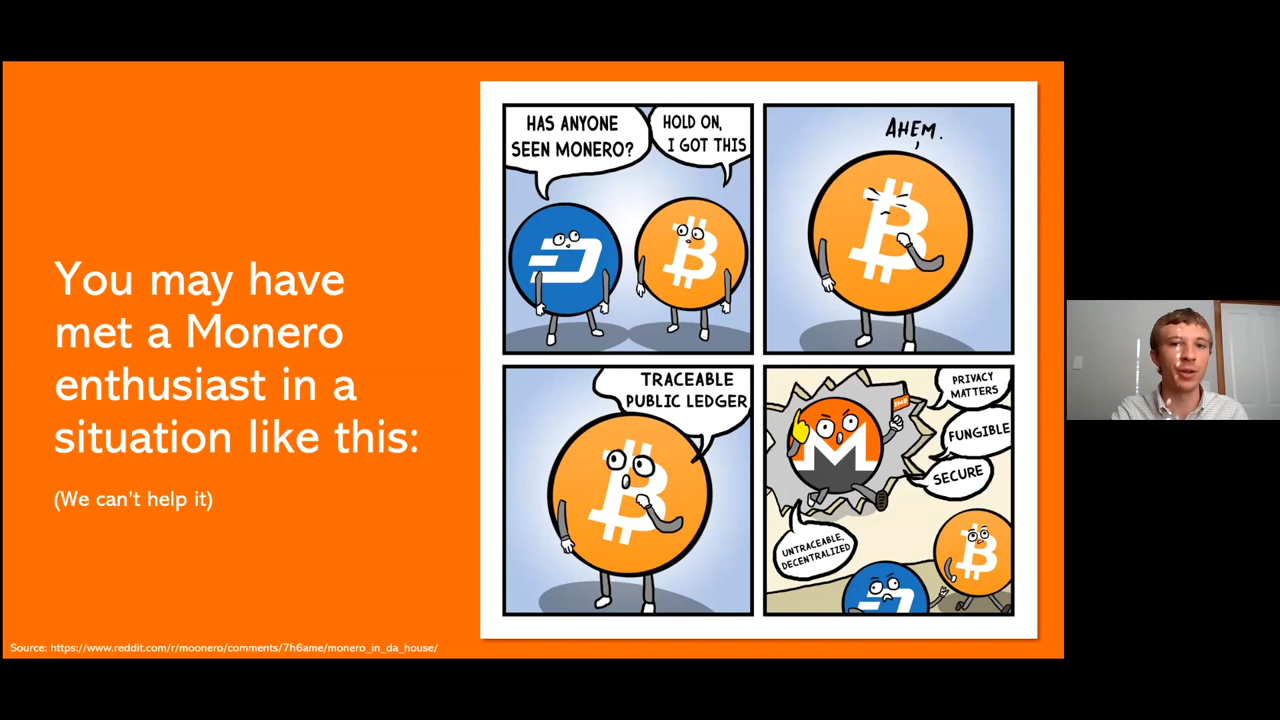 You may have
met a Monero
enthusiast in a
situation like this:
(We can't help it)
HAS ANYONE
SEEN MONERO?
HOLD ON,
I GOT THIS
AHEM.
TRACEABLE
PUBLIC LEDGER
PRIVACY
MATTERS
FUNGIBLE
SECURE
UNTRACEABLE,
DECENTRALIZED
XMR
Source: https://www.reddit.com/r/moonero/comments/7h6ame/monero_in_da_house/